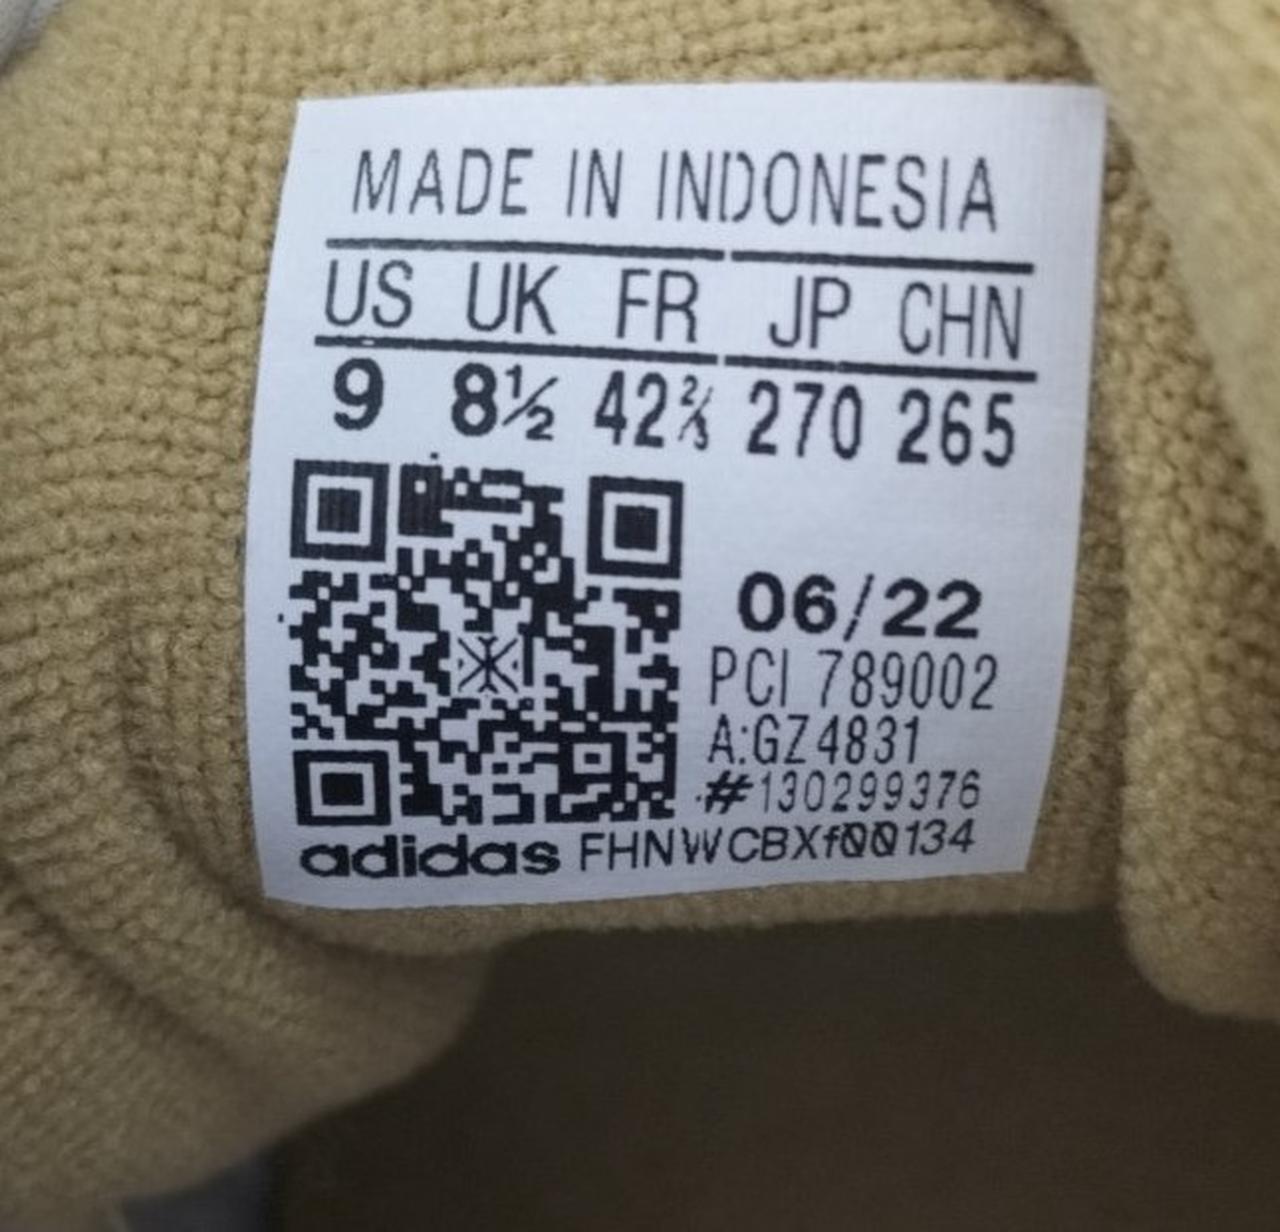 MADE IN INDONESIA
US UK FR JP CHN
9 8½ 42⅔ 270 265
06/22
PCI 789002
A:GZ4831
#130299376
adidas FHNWCBXf00134